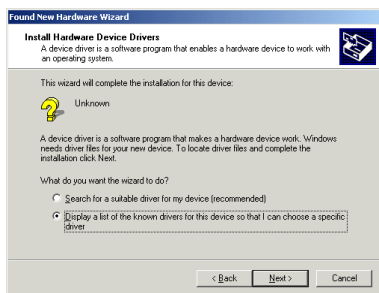 Found New Hardware Wizard
Install Hardware Device Drivers
A device driver is a software program that enables a hardware device to work with
an operating system.
This wizard will complete the installation for this device:
Unknown
A device driver is a software program that makes a hardware device work. Windows
needs driver files for your new device. To locate driver files and complete the
installation click Next.
What do you want the wizard to do?
Search for a suitable driver for my device (recommended)
Display a list of the known drivers for this device so that I can choose a specific
driver
< Back Next > Cancel